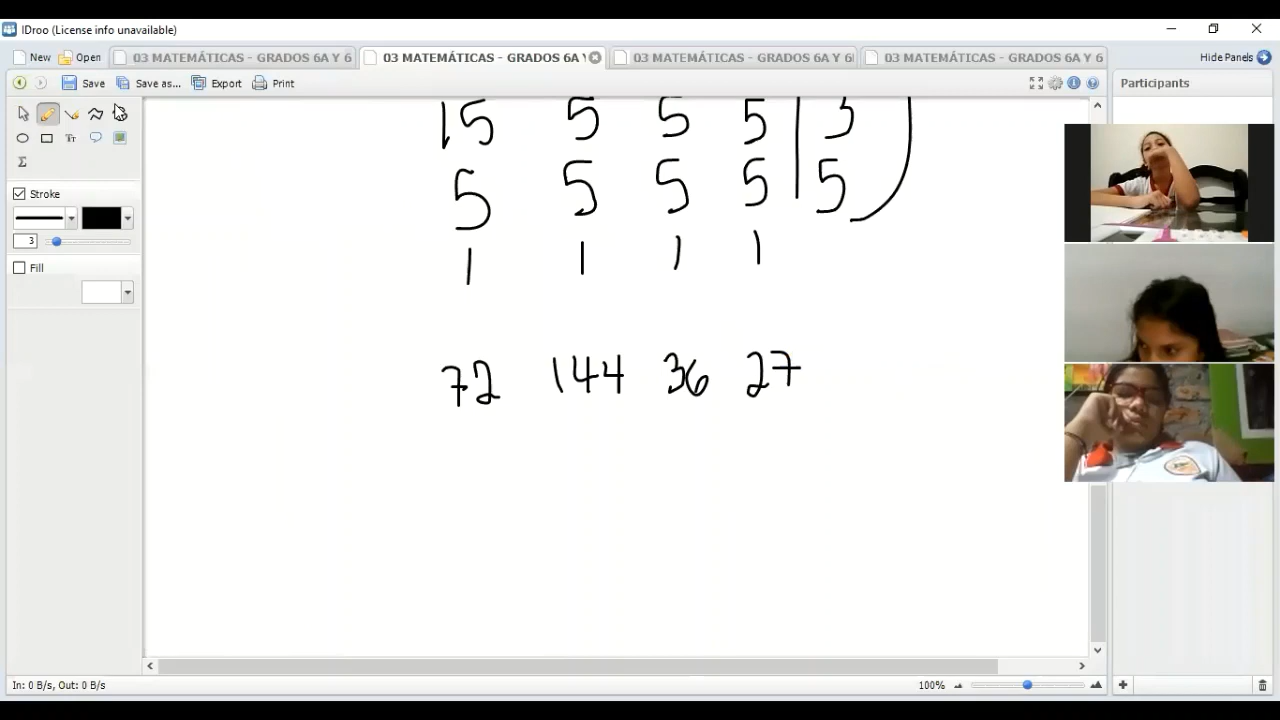 IDroo (License info unavailable)
New Open 03 MATEMÁTICAS - GRADOS 6A Y 6 03 MATEMÁTICAS - GRADOS 6A Y 03 MATEMÁTICAS - GRADOS 6A Y 6 03 MATEMÁTICAS - GRADOS 6A Y 6 Hide Panels
Save Save as... Export Print Participants
Tт
Σ
Stroke
3
Fill
15 5 5 5 3
5 5 5 5 5
1 1 1 1
72 144 36 27
In: 0 B/s, Out: 0 B/s 100%